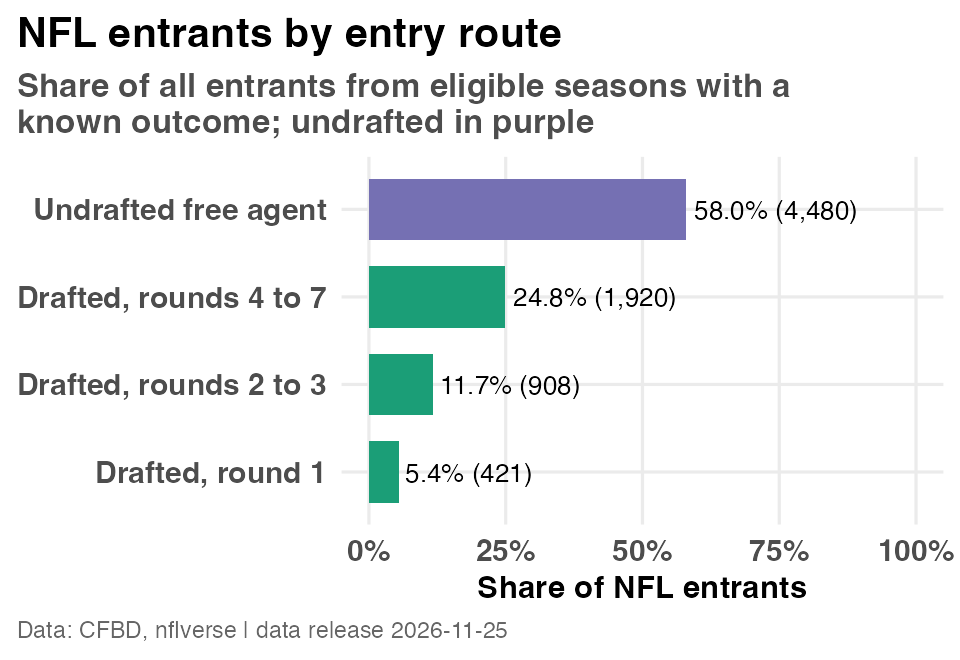 NFL entrants by entry route
Share of all entrants from eligible seasons with a
known outcome; undrafted in purple
Undrafted free agent
58.0% (4,480)
Drafted, rounds 4 to 7
24.8% (1,920)
Drafted, rounds 2 to 3
11.7% (908)
Drafted, round 1
5.4% (421)
0% 25% 50% 75% 100%
Share of NFL entrants
Data: CFBD, nflverse | data release 2026-11-25